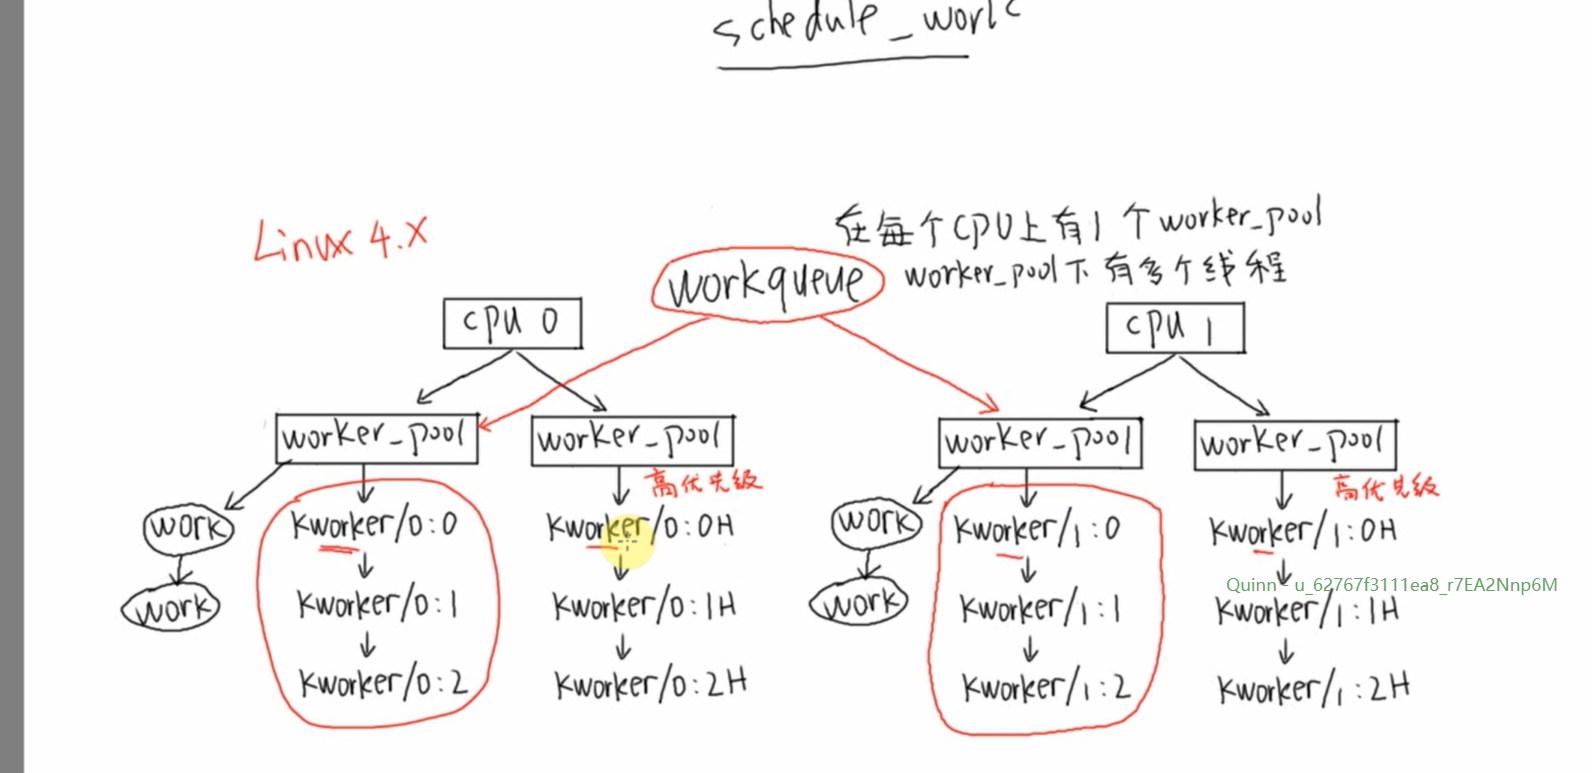 schedule_work
Linux 4.X
在每个CPU上有1个worker_pool
worker_pool下有多个线程
workqueue
cpu 0
cpu 1
worker_pool
worker_pool
worker_pool
worker_pool
高优先级
高优先级
work
Kworker/0:0
Kworker/0:0H
work
Kworker/1:0
Kworker/1:0H
Quinn - u_62767f3111ea8_r7EA2Nnp6M
work
Kworker/0:1
Kworker/0:1H
work
Kworker/1:1
Kworker/1:1H
Kworker/0:2
Kworker/0:2H
Kworker/1:2
Kworker/1:2H